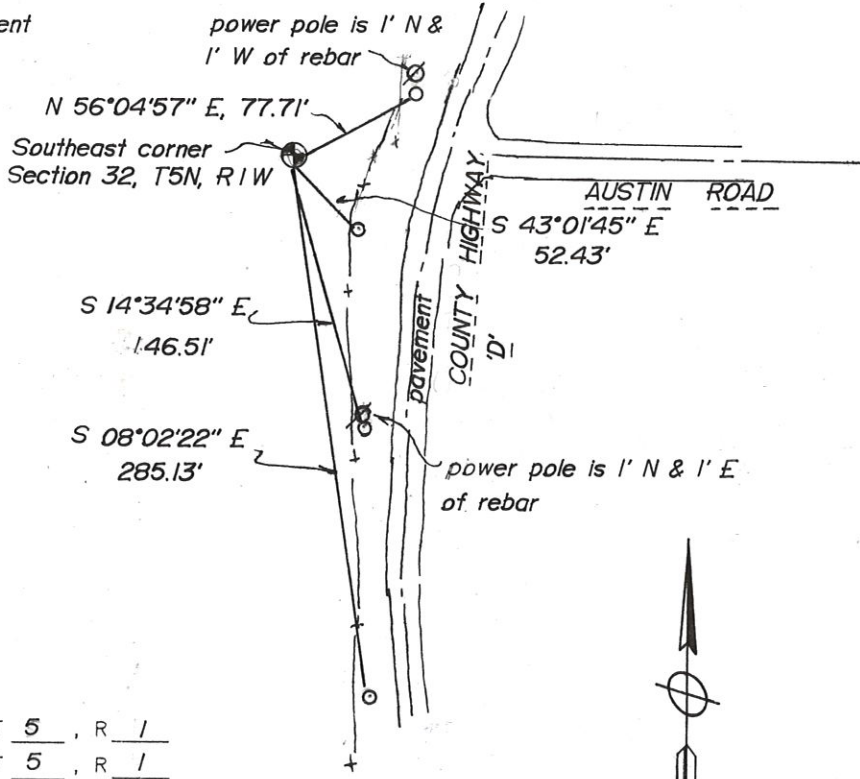 ent
power pole is 1' N &
1' W of rebar
N 56°04'57" E, 77.71'
Southeast corner
Section 32, T5N, R1W
AUSTIN ROAD
S 43°01'45" E
52.43'
S 14°34'58" E
146.51'
pavement
COUNTY HIGHWAY
'D'
S 08°02'22" E
285.13'
power pole is 1' N & 1' E
of rebar
5, R 1
5, R 1